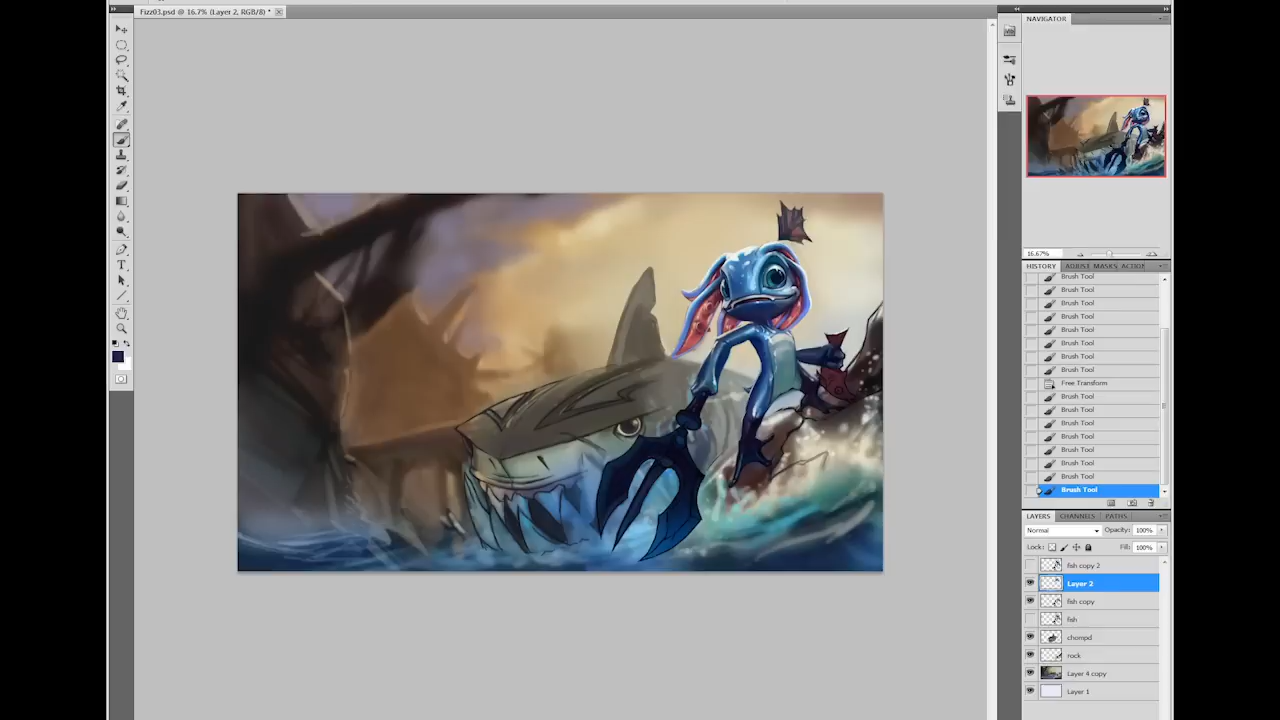 Fizz03.psd @ 16.7% (Layer 2, RGB/8) *
NAVIGATOR
16.67%
HISTORY ADJUST MASKS ACTION
Brush Tool
Brush Tool
Brush Tool
Brush Tool
Brush Tool
Brush Tool
Brush Tool
Brush Tool
Free Transform
Brush Tool
Brush Tool
Brush Tool
Brush Tool
Brush Tool
Brush Tool
Brush Tool
Brush Tool
LAYERS CHANNELS PATHS
Normal Opacity: 100%
Lock: Fill: 100%
fish copy 2
Layer 2
fish copy
fish
chompd
rock
Layer 4 copy
Layer 1